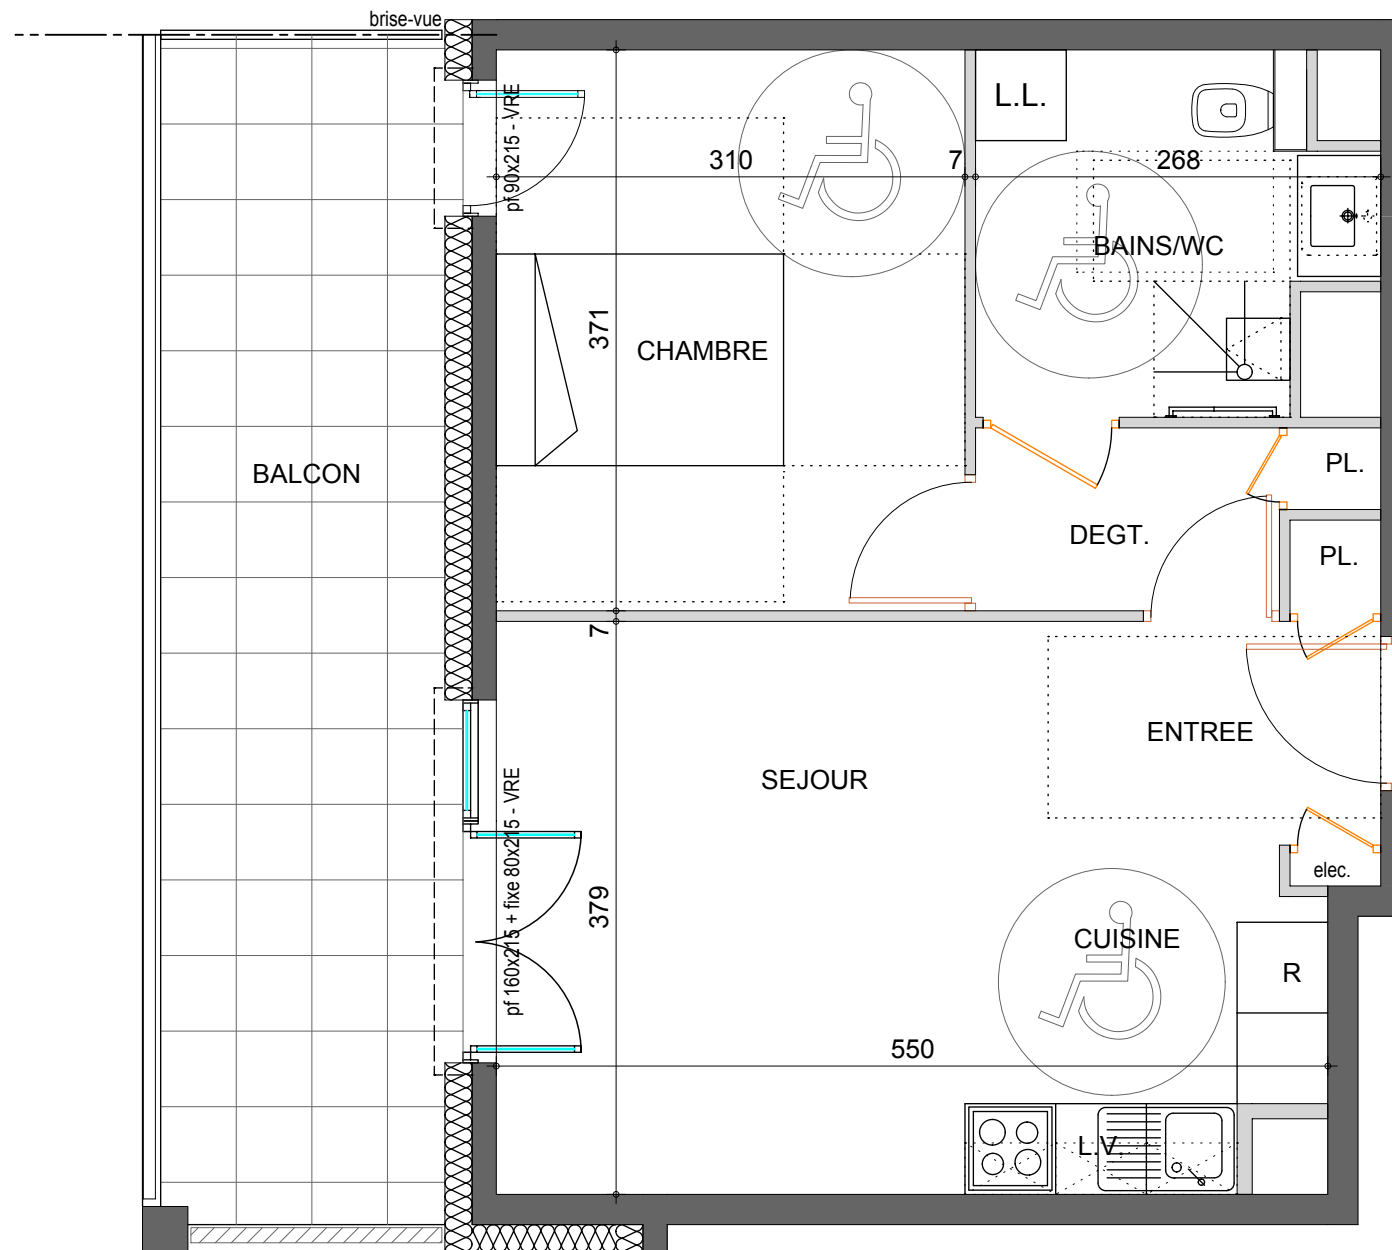 brise-vue
pf 90x215 - VRE
L.L.
310
7
268
BAINS/WC
371
CHAMBRE
BALCON
PL.
DEGT.
PL.
7
ENTREE
SEJOUR
pf 160x215 + fixe 80x215 - VRE
elec.
379
CUISINE
R
550
L.V.